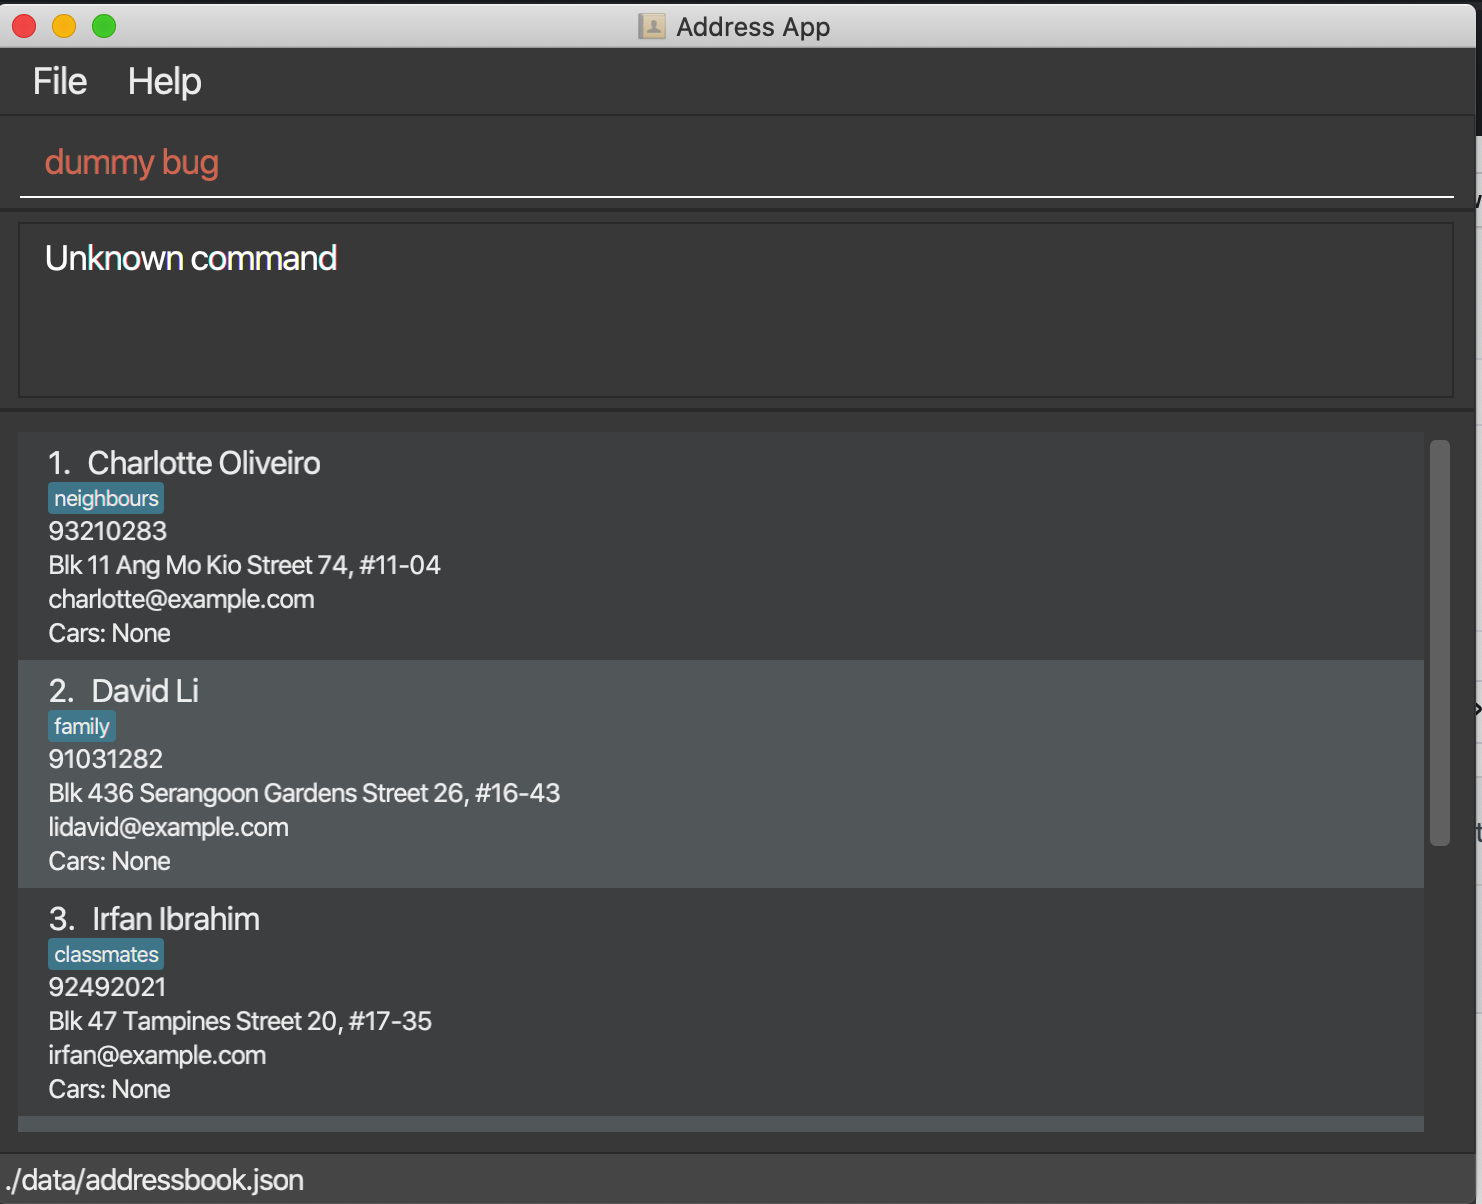 Address App
File Help
dummy bug
Unknown command
1. Charlotte Oliveiro
neighbours
93210283
Blk 11 Ang Mo Kio Street 74, #11-04
charlotte@example.com
Cars: None
2. David Li
family
91031282
Blk 436 Serangoon Gardens Street 26, #16-43
lidavid@example.com
Cars: None
3. Irfan Ibrahim
classmates
92492021
Blk 47 Tampines Street 20, #17-35
irfan@example.com
Cars: None
./data/addressbook.json